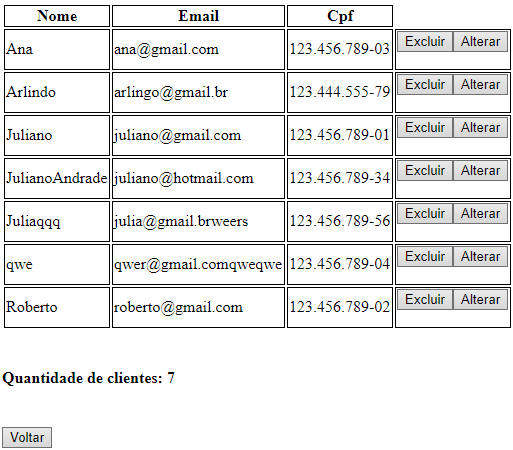 Nome Email Cpf
Ana ana@gmail.com 123.456.789-03 Excluir Alterar
Arlindo arlingo@gmail.br 123.444.555-79 Excluir Alterar
Juliano juliano@gmail.com 123.456.789-01 Excluir Alterar
JulianoAndrade juliano@hotmail.com 123.456.789-34 Excluir Alterar
Juliaqqq julia@gmail.brweers 123.456.789-56 Excluir Alterar
qwe qwer@gmail.comqweqwe 123.456.789-04 Excluir Alterar
Roberto roberto@gmail.com 123.456.789-02 Excluir Alterar
Quantidade de clientes: 7
Voltar